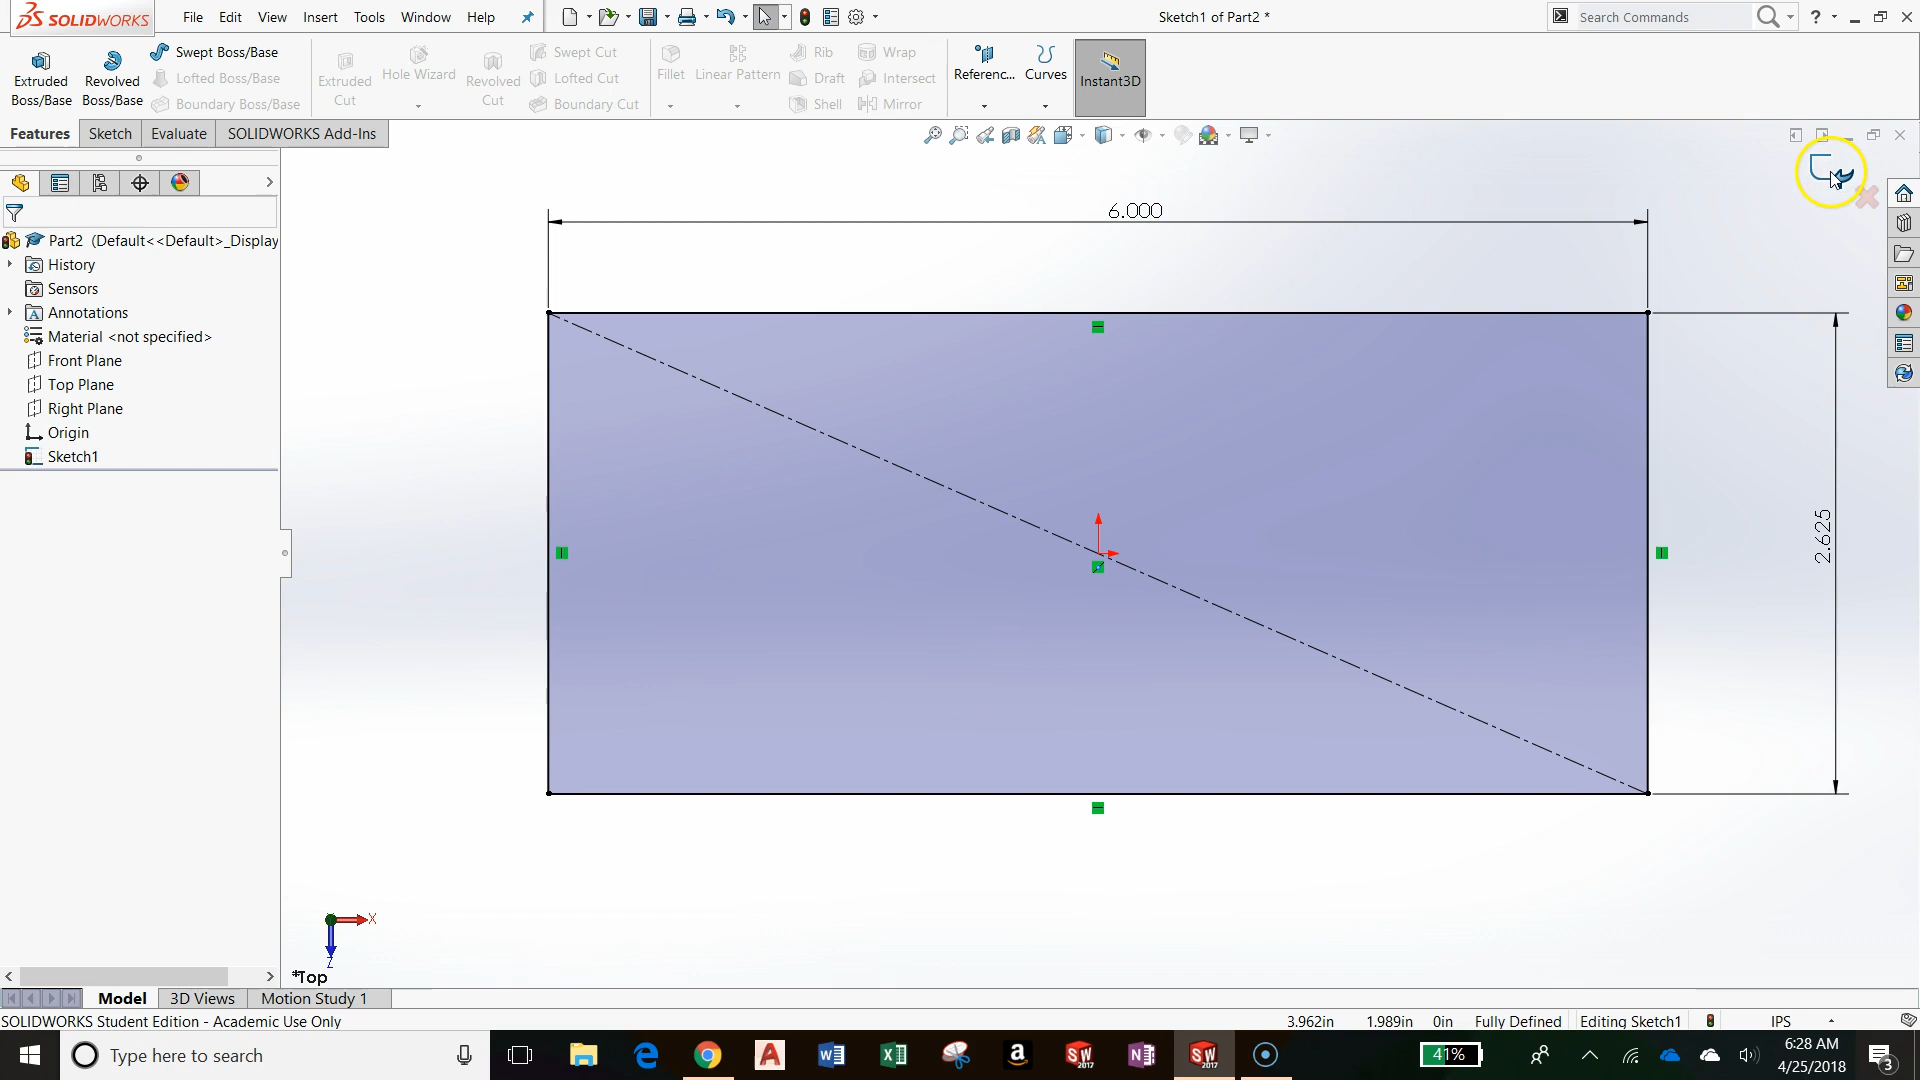 SOLIDWORKS
File Edit View Insert Tools Window Help
Sketch1 of Part2 *
Search Commands
?
Extruded Boss/Base
Revolved Boss/Base
Swept Boss/Base
Lofted Boss/Base
Boundary Boss/Base
Extruded Cut
Hole Wizard
Revolved Cut
Swept Cut
Lofted Cut
Boundary Cut
Fillet
Linear Pattern
Rib
Draft
Shell
Wrap
Intersect
Mirror
Referenc...
Curves
Instant3D
Features Sketch Evaluate SOLIDWORKS Add-Ins
Part2 (Default<<Default>_Display
History
Sensors
Annotations
Material <not specified>
Front Plane
Top Plane
Right Plane
Origin
Sketch1
6.000
2.625
X
Z
*Top
Model 3D Views Motion Study 1
SOLIDWORKS Student Edition - Academic Use Only
3.962in 1.989in 0in Fully Defined Editing Sketch1 IPS
Type here to search
SW 2017
SW 2017
41%
6:28 AM
4/25/2018
3